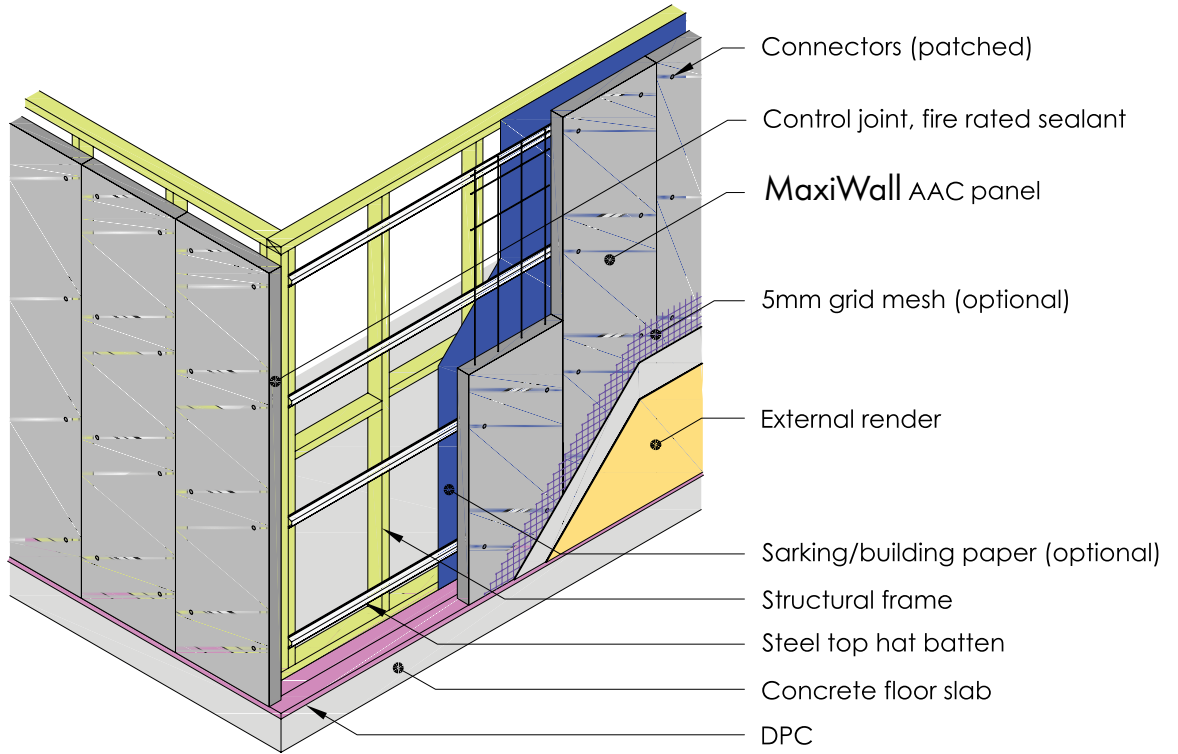 Connectors (patched)
Control joint, fire rated sealant
MaxiWall AAC panel
5mm grid mesh (optional)
External render
Sarking/building paper (optional)
Structural frame
Steel top hat batten
Concrete floor slab
DPC